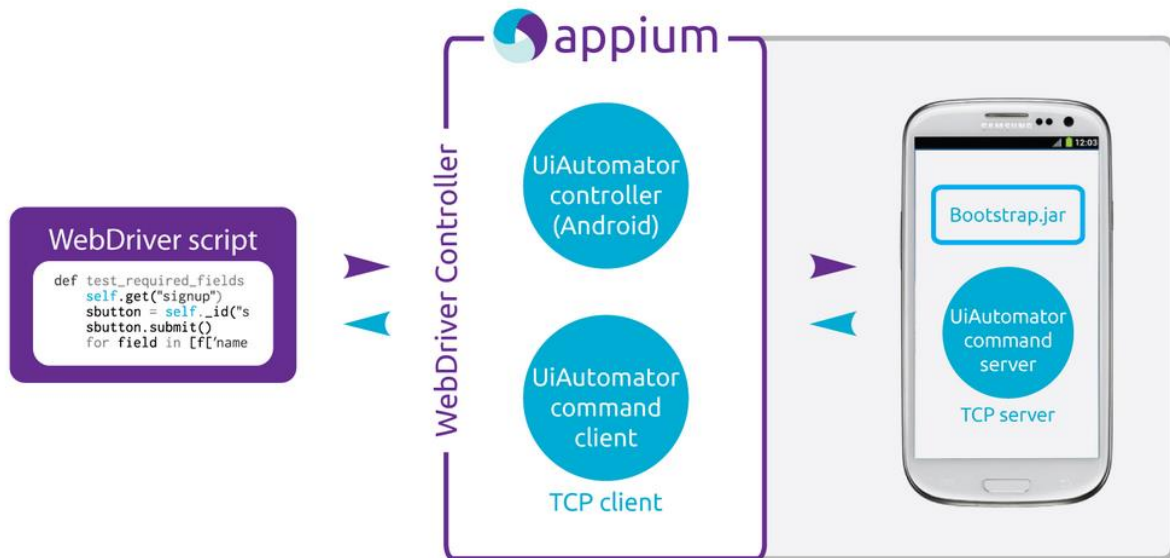 appium
WebDriver Controller
WebDriver script
def test_required_fields
self.get("signup")
sbutton = self._id("s
sbutton.submit()
for field in [f['name
UiAutomator
controller
(Android)
UiAutomator
command
client
TCP client
SAMSUNG
12:03
Bootstrap.jar
UiAutomator
command
server
TCP server